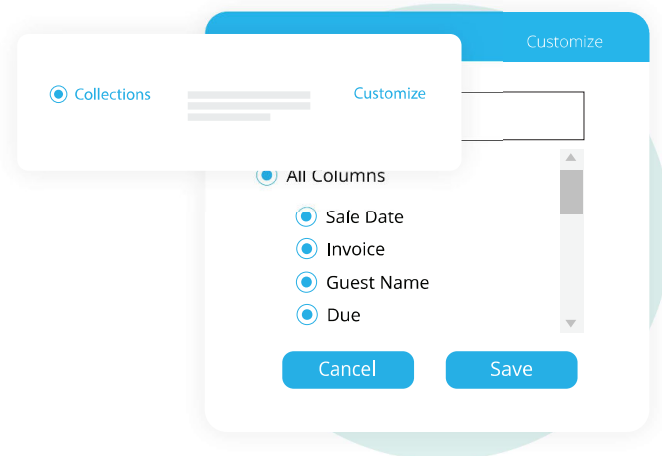 Customize
Collections
Customize
All Columns
Sale Date
Invoice
Guest Name
Due
Cancel
Save